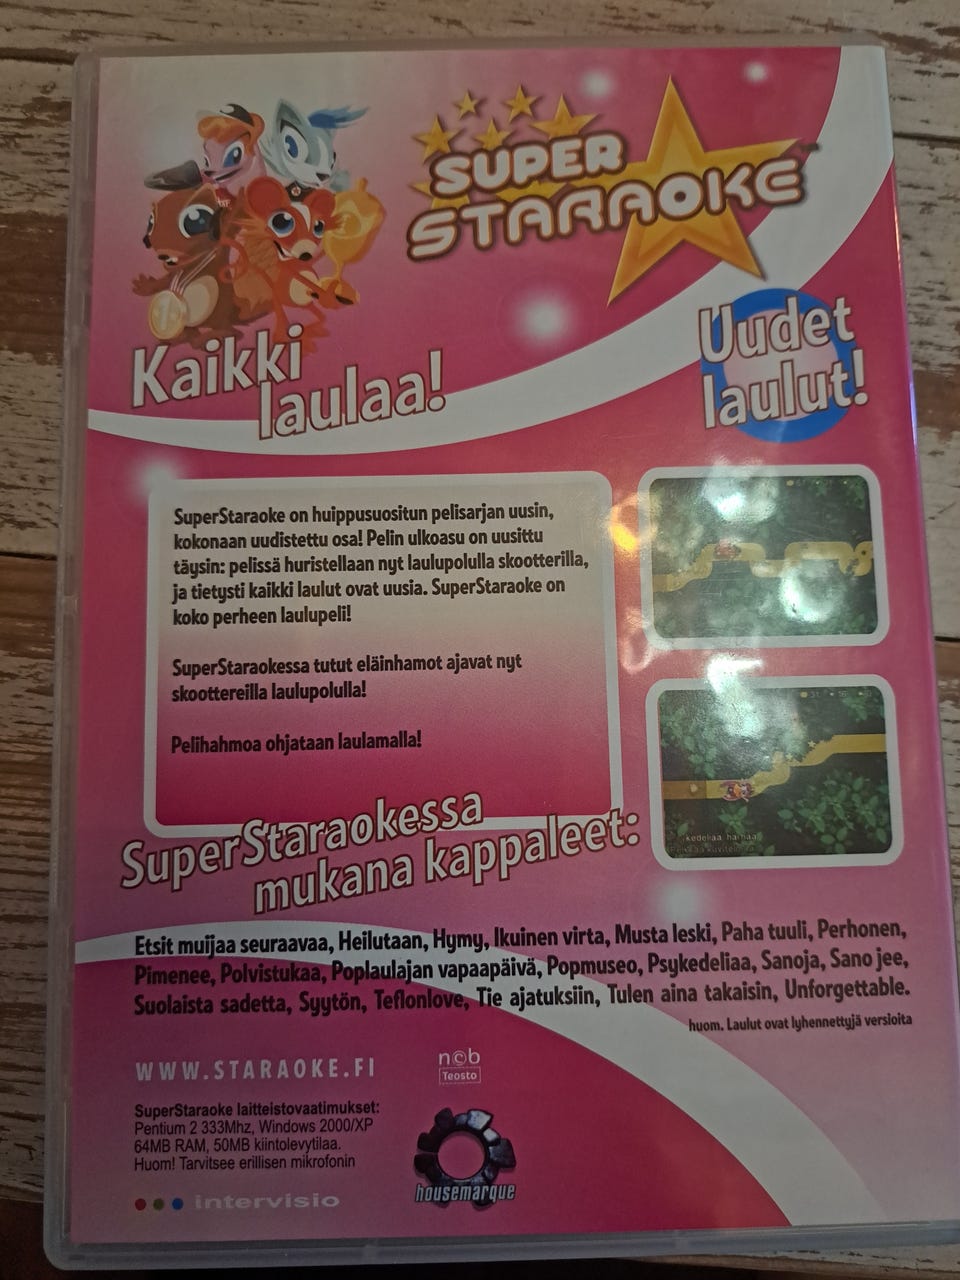 SUPER
STARAOKE™
Kaikki
laulaa!
Uudet
laulut!
SuperStaraoke on huippusuositun pelisarjan uusin,
kokonaan uudistettu osa! Pelin ulkoasu on uusittu
täysin: pelissä huristellaan nyt laulupolulla skootterilla,
ja tietysti kaikki laulut ovat uusia. SuperStaraoke on
koko perheen laulupeli!
SuperStaraokessa tutut eläinhamot ajavat nyt
skoottereilla laulupolulla!
Pelihahmoa ohjataan laulamalla!
SuperStaraokessa
mukana kappaleet:
Etsit muijaa seuraavaa, Heilutaan, Hymy, Ikuinen virta, Musta leski, Paha tuuli, Perhonen,
Pimenee, Polvistukaa, Poplaulajan vapaapäivä, Popmuseo, Psykedeliaa, Sanoja, Sano jee,
Suolaista sadetta, Syytön, Teflonlove, Tie ajatuksiin, Tulen aina takaisin, Unforgettable.
huom. Laulut ovat lyhennettyjä versioita
WWW.STARAOKE.FI
ncb
Teosto
SuperStaraoke laitteistovaatimukset:
Pentium 2 333Mhz, Windows 2000/XP
64MB RAM, 50MB kiintolevytilaa.
Huom! Tarvitsee erillisen mikrofonin
intervisio
housemarque